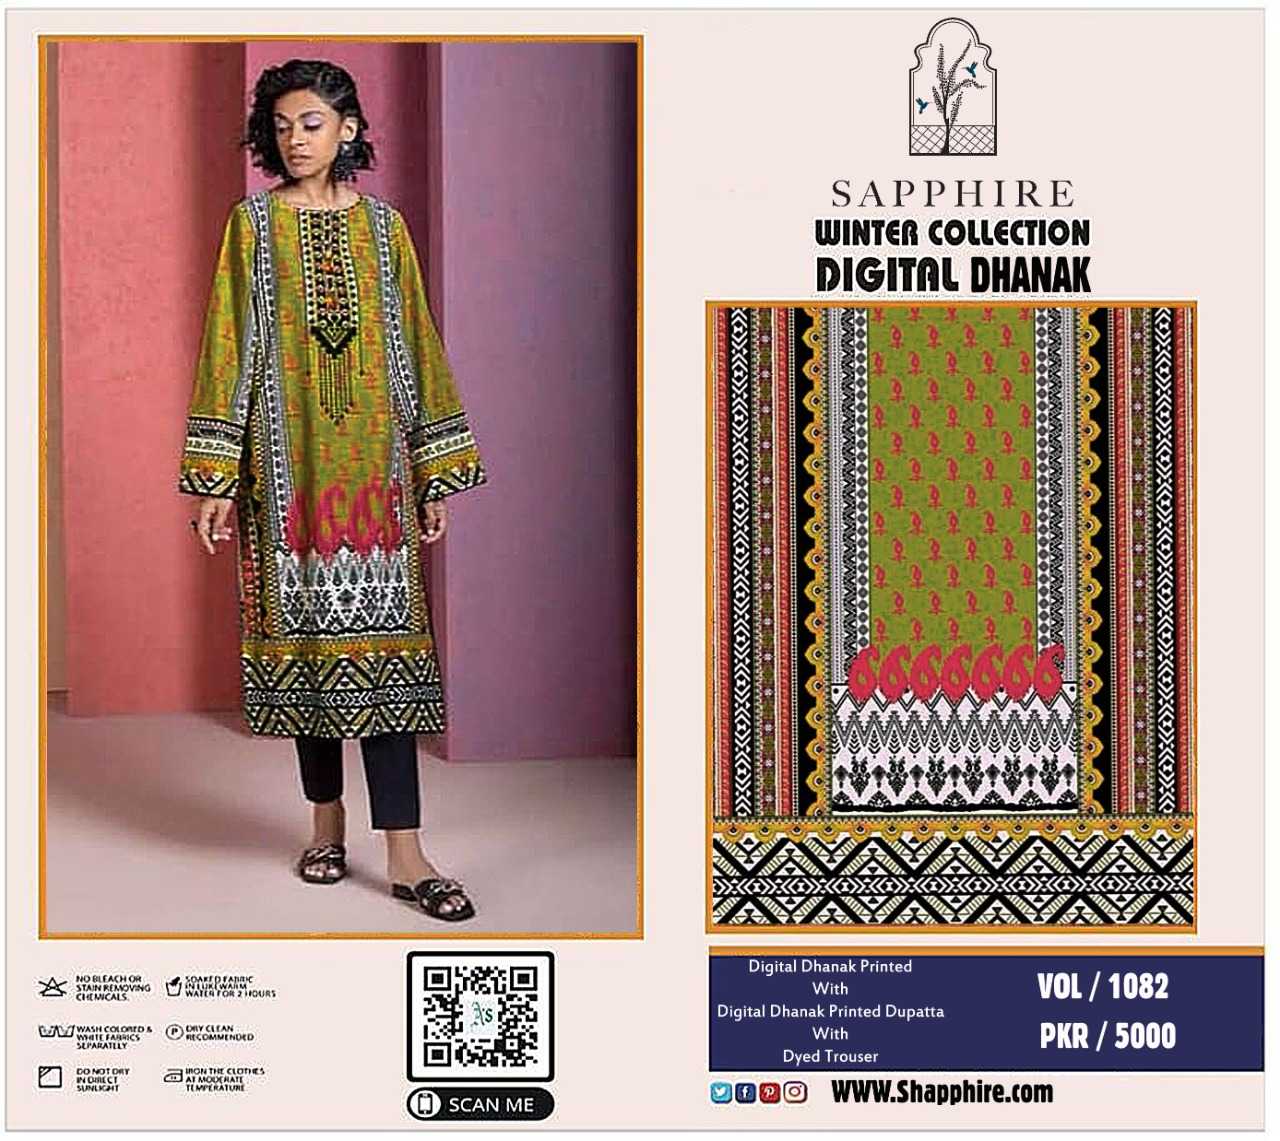 SAPPHIRE
WINTER COLLECTION
DIGITAL DHANAK
NO BLEACH OR
STAIN REMOVING
CHEMICALS.
SOAKED FABRIC
IN LUKEWARM
WATER FOR 2 HOURS
WASH COLORED &
WHITE FABRICS
SEPARATELY
P
DRY CLEAN
RECOMMENDED
DO NOT DRY
IN DIRECT
SUNLIGHT
IRON THE CLOTHES
AT MODERATE
TEMPERATURE
A's
SCAN ME
Digital Dhanak Printed
With
Digital Dhanak Printed Dupatta
With
Dyed Trouser
VOL / 1082
PKR / 5000
WWW.Shapphire.com